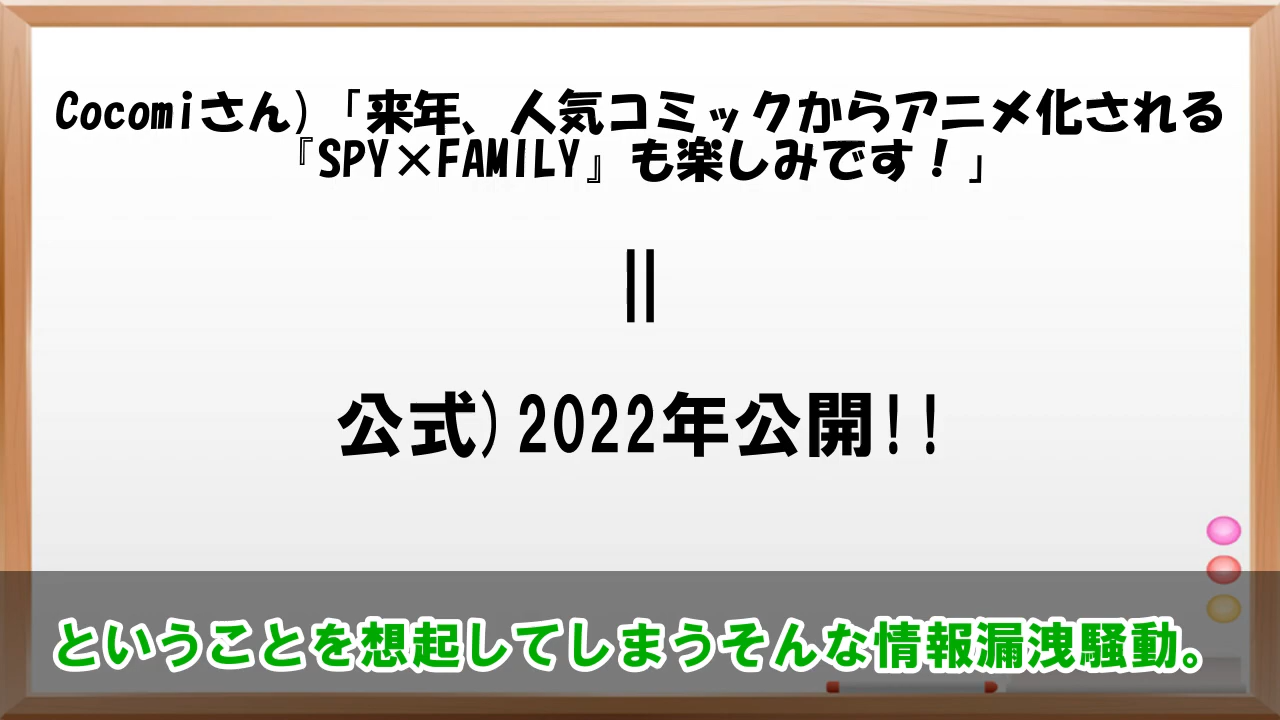 Cocomiさん)「来年、人気コミックからアニメ化される
『SPY×FAMILY』も楽しみです！」
||
公式)2022年公開!!
ということを想起してしまうそんな情報漏洩騒動。